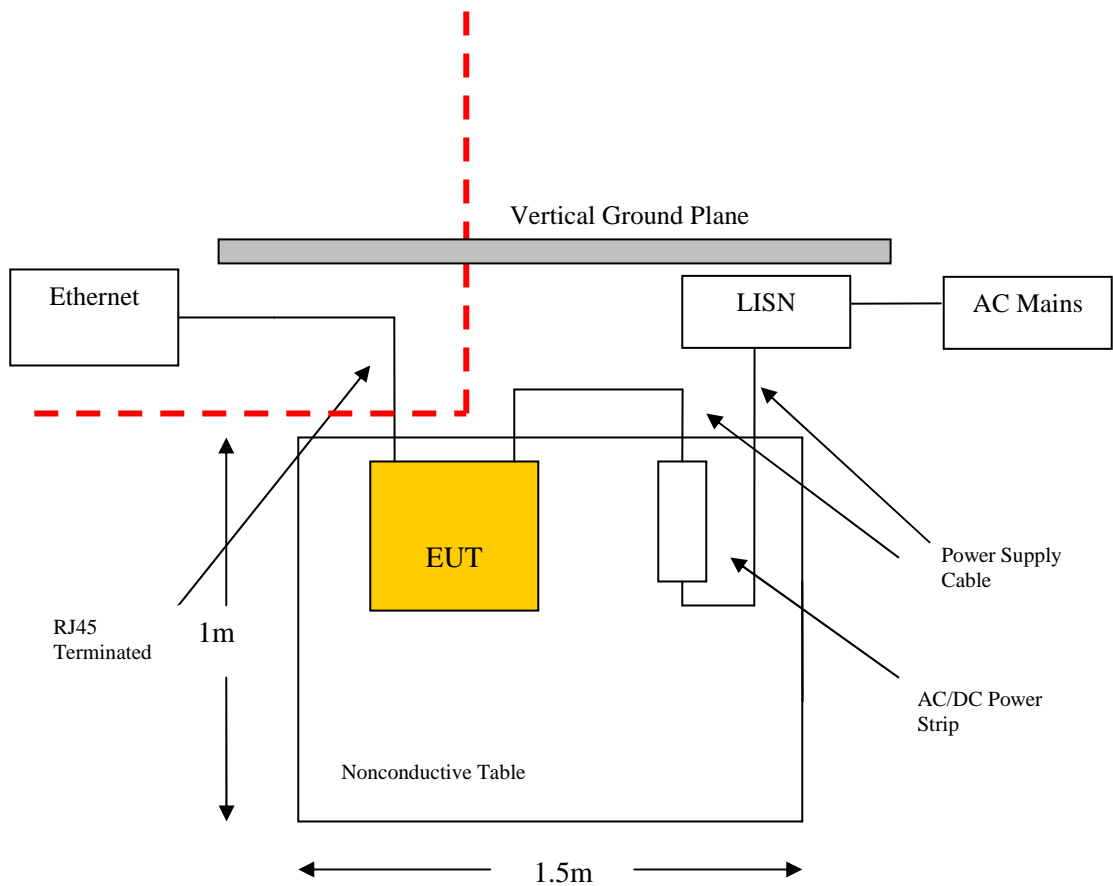 Vertical Ground Plane
Ethernet
LISN
AC Mains
EUT
Power Supply
Cable
RJ45
Terminated
1m
AC/DC Power
Strip
Nonconductive Table
1.5m